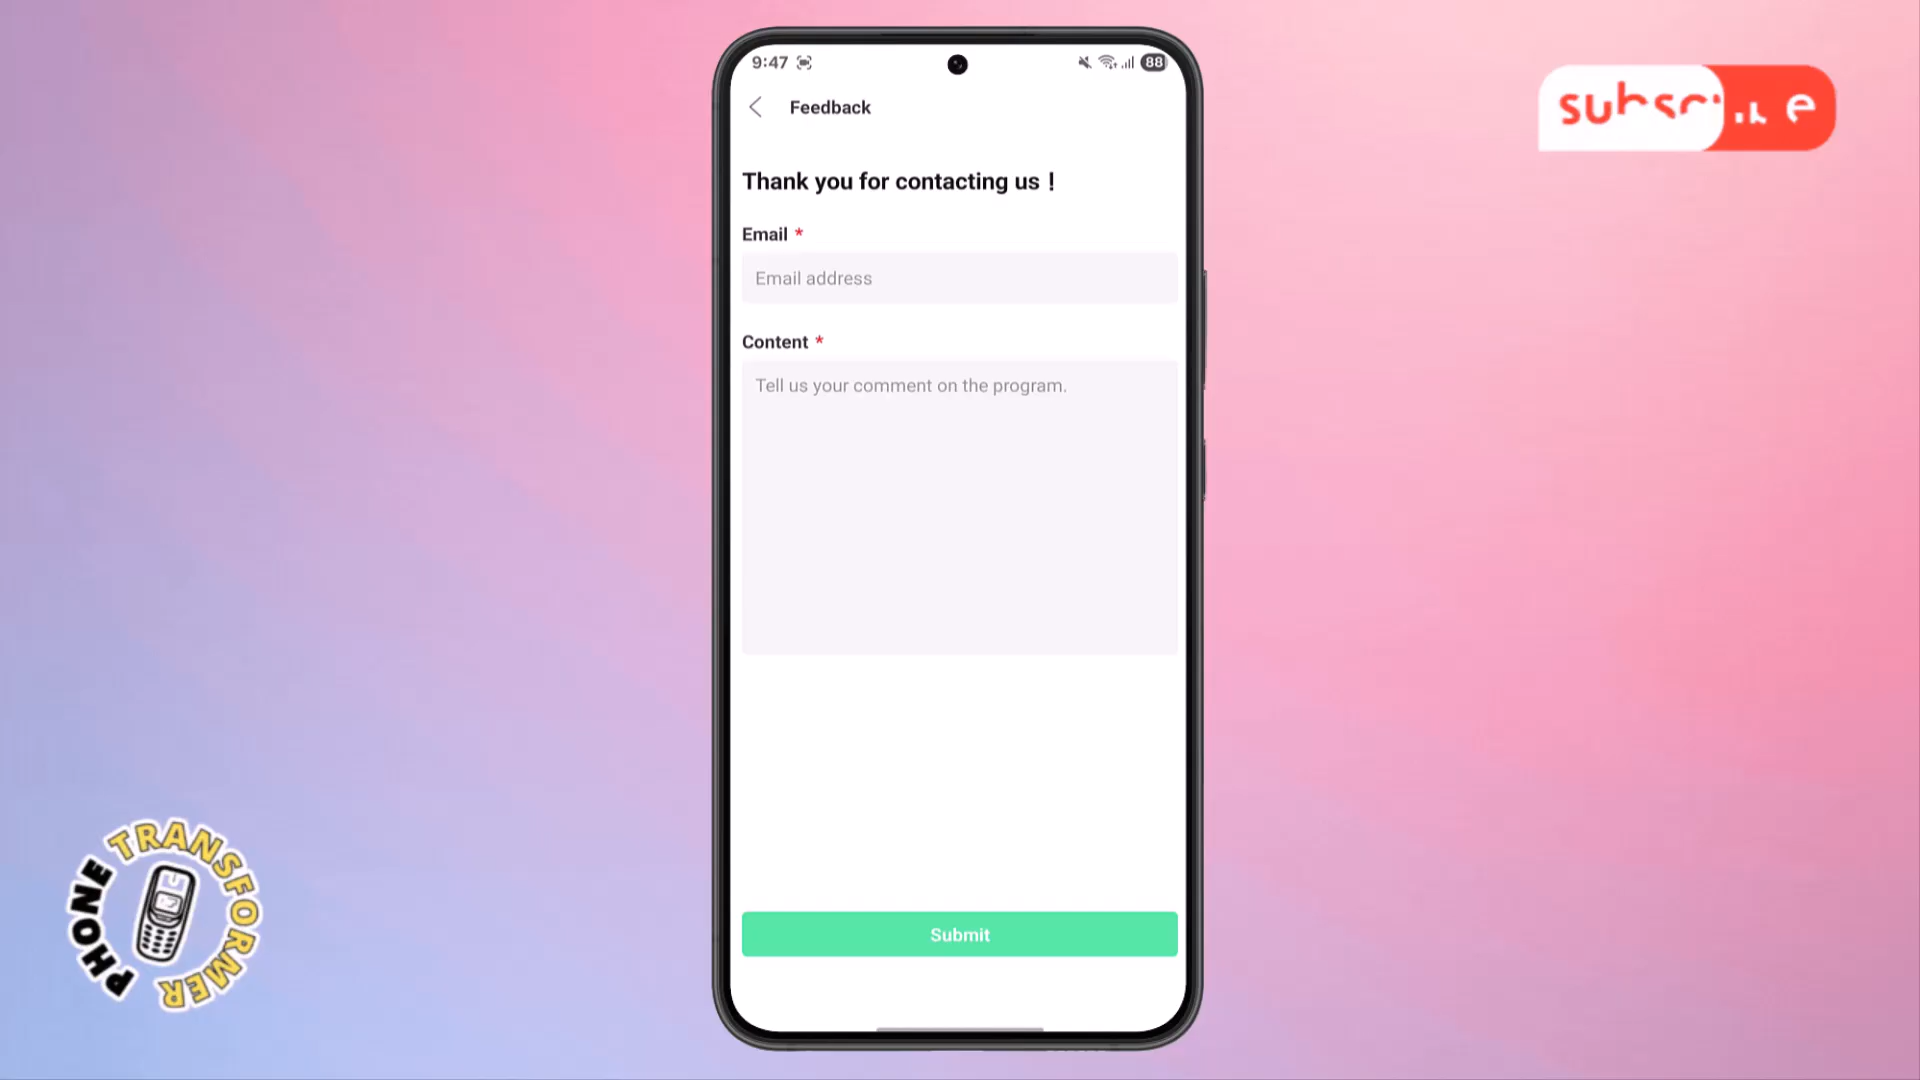 9:47
88
Feedback
Thank you for contacting us !
Email *
Email address
Content *
Tell us your comment on the program.
Submit
subscribe
PHONE TRANSFORMER